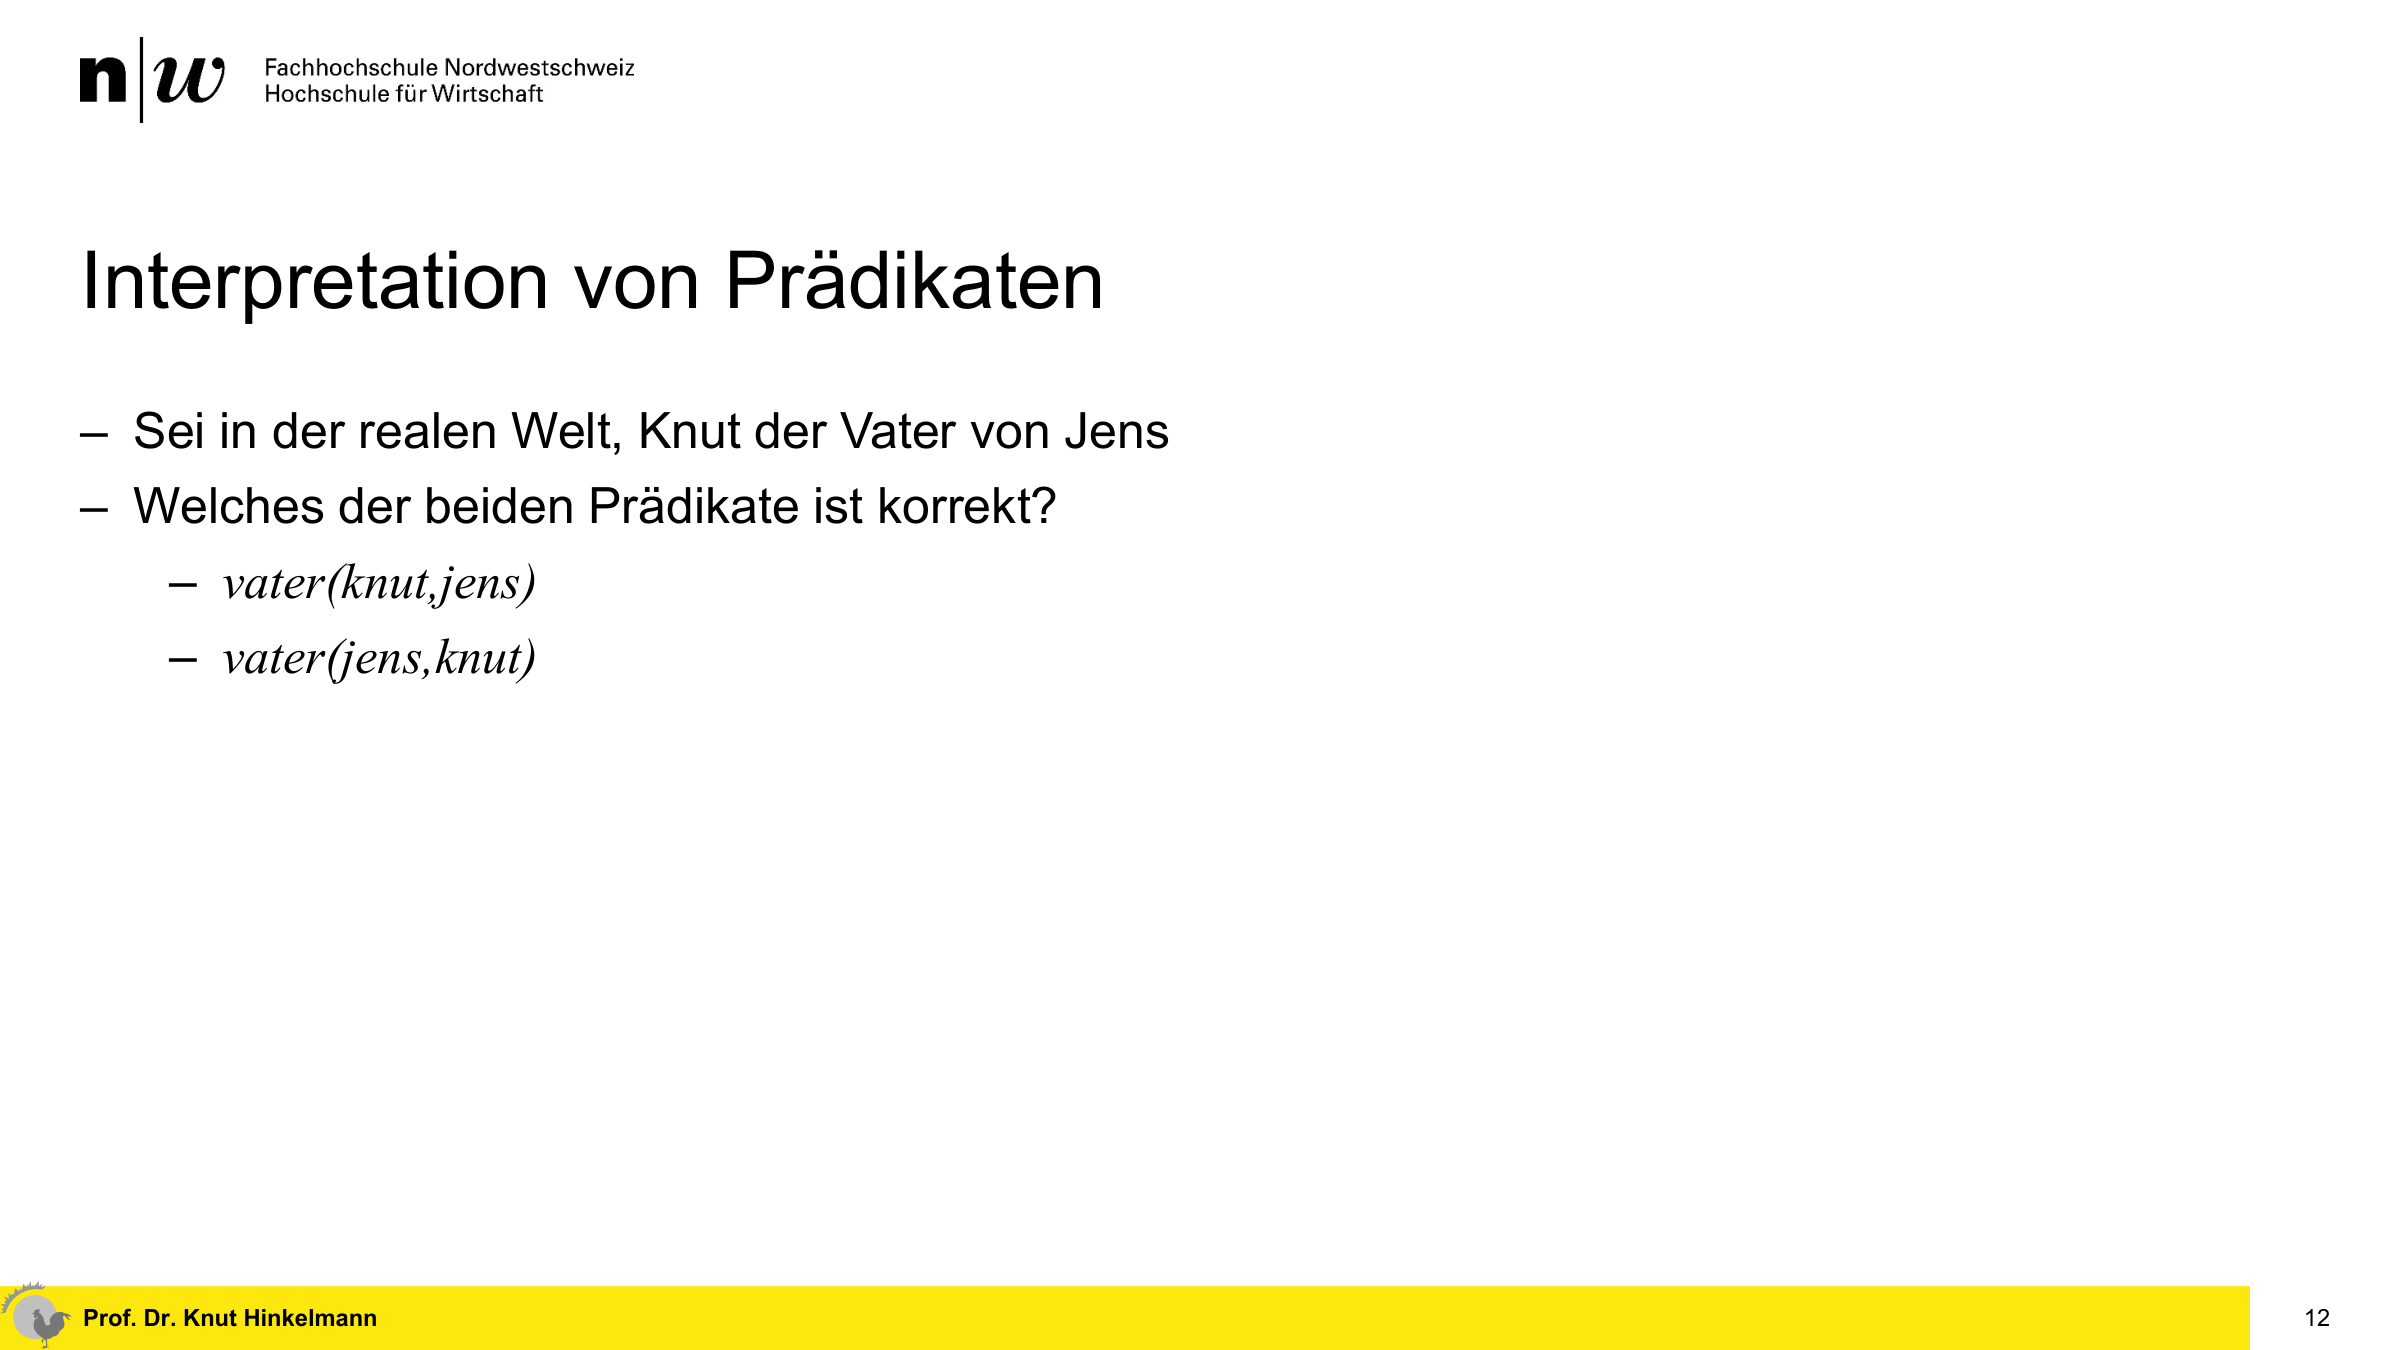 n|w Fachhochschule Nordwestschweiz
Hochschule für Wirtschaft
Interpretation von Prädikaten
– Sei in der realen Welt, Knut der Vater von Jens
– Welches der beiden Prädikate ist korrekt?
– vater(knut,jens)
– vater(jens,knut)
Prof. Dr. Knut Hinkelmann
12